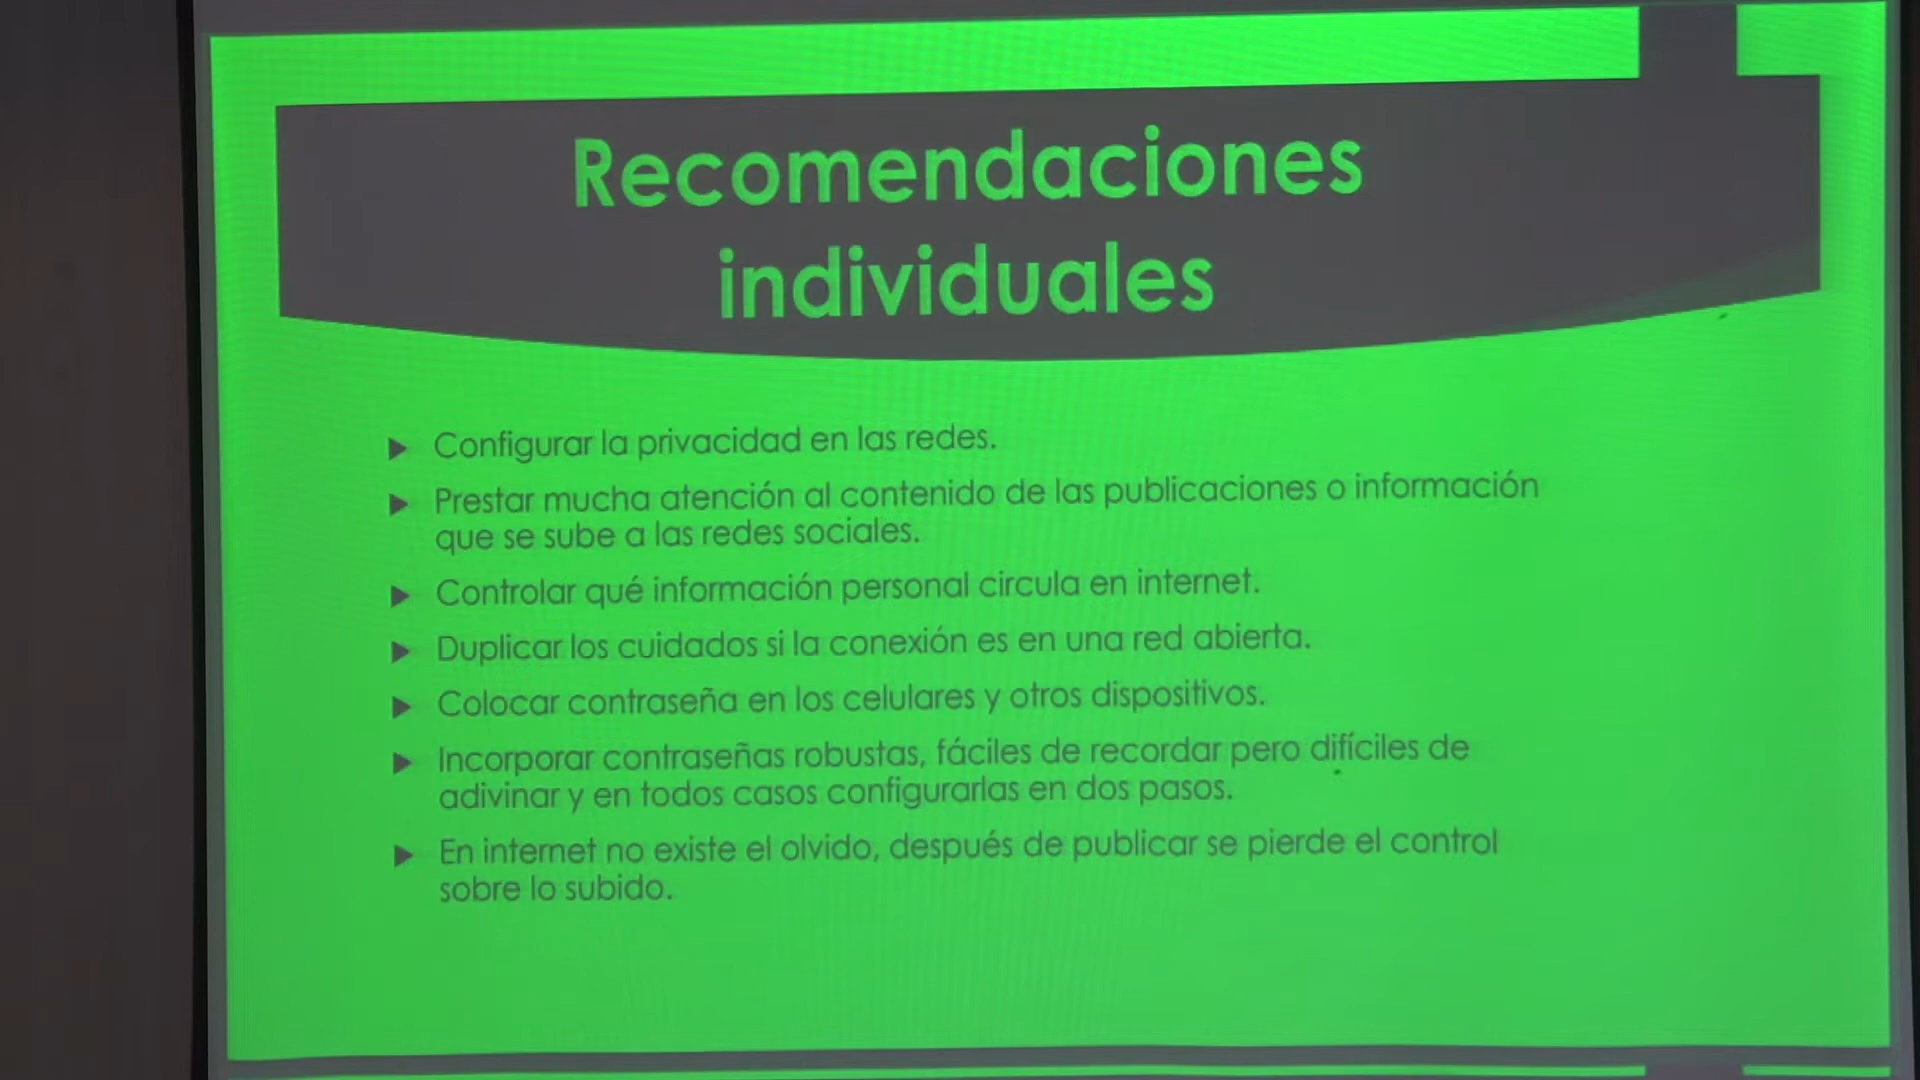 Recomendaciones
individuales
Configurar la privacidad en las redes.
Prestar mucha atención al contenido de las publicaciones o información
que se sube a las redes sociales.
Controlar qué información personal circula en internet.
Duplicar los cuidados si la conexión es en una red abierta.
Colocar contraseña en los celulares y otros dispositivos.
Incorporar contraseñas robustas, fáciles de recordar pero difíciles de
adivinar y en todos casos configurarlas en dos pasos.
En internet no existe el olvido, después de publicar se pierde el control
sobre lo subido.